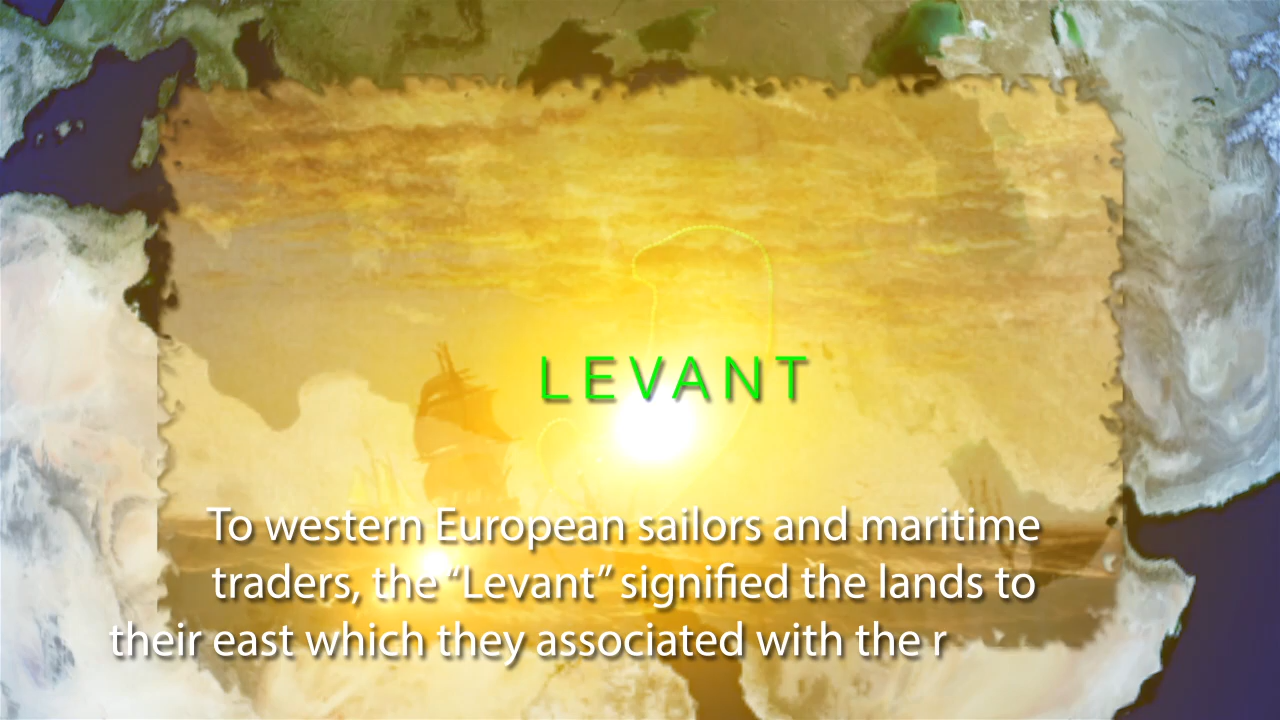 LEVANT
To western European sailors and maritime
traders, the “Levant” signified the lands to
their east which they associated with the r